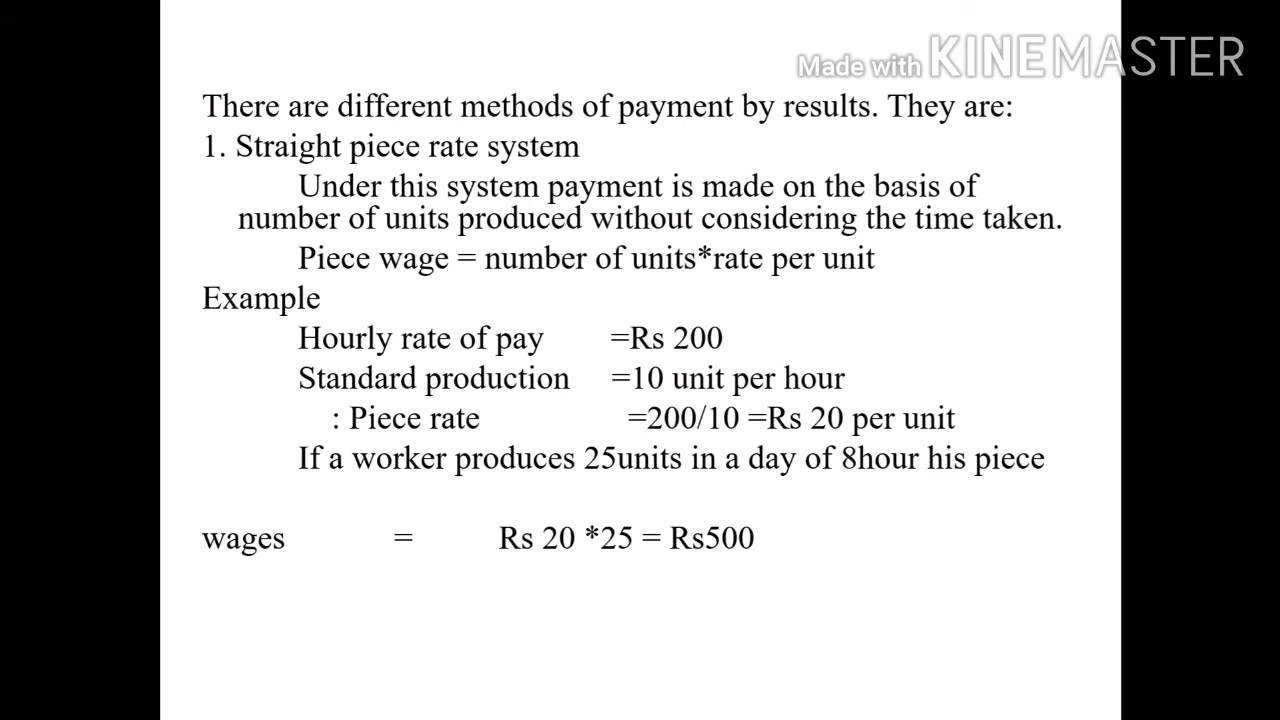 Made with KINEMASTER
There are different methods of payment by results. They are:
1. Straight piece rate system
Under this system payment is made on the basis of
number of units produced without considering the time taken.
Piece wage = number of units*rate per unit
Example
Hourly rate of pay =Rs 200
Standard production =10 unit per hour
: Piece rate =200/10 =Rs 20 per unit
If a worker produces 25units in a day of 8hour his piece
wages = Rs 20 *25 = Rs500